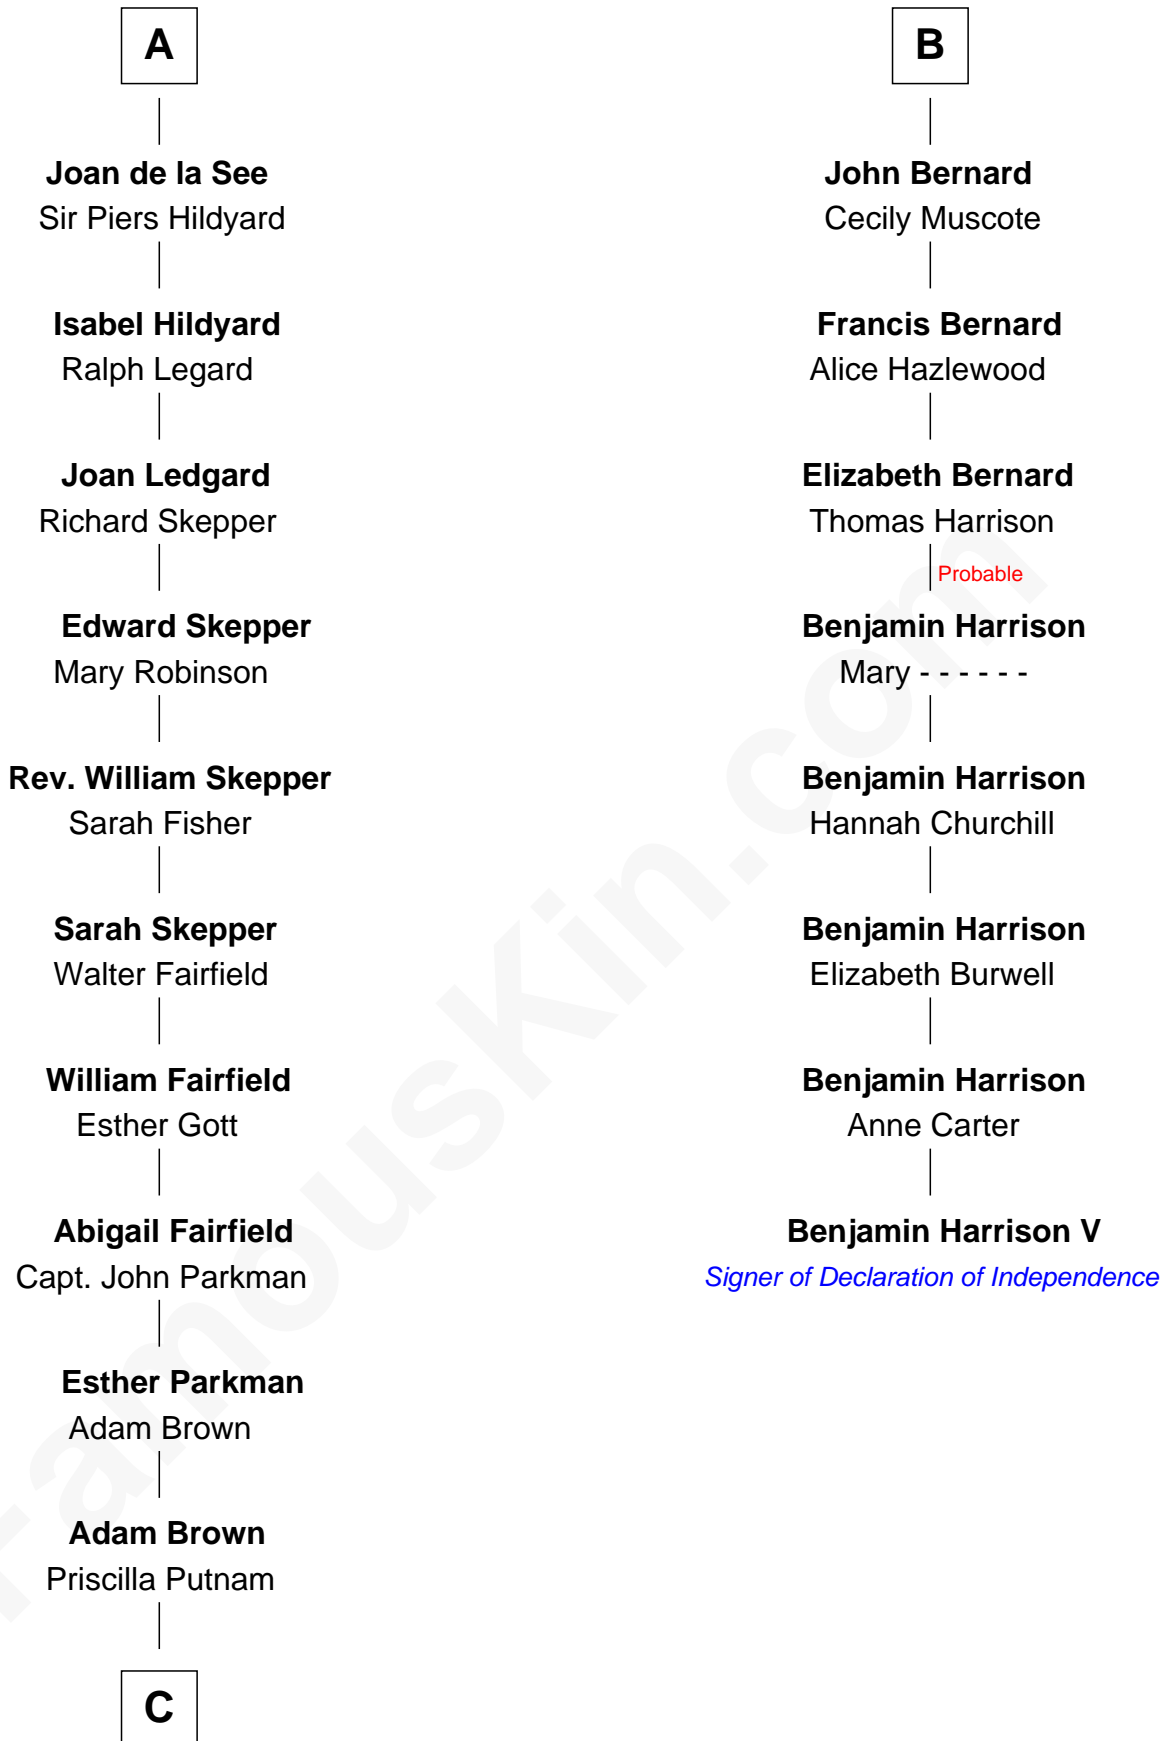 A
Joan de la See
Sir Piers Hildyard
Isabel Hildyard
Ralph Legard
Joan Ledgard
Richard Skepper
Edward Skepper
Mary Robinson
Rev. William Skepper
Sarah Fisher
Sarah Skepper
Walter Fairfield
William Fairfield
Esther Gott
Abigail Fairfield
Capt. John Parkman
Esther Parkman
Adam Brown
Adam Brown
Priscilla Putnam
C
B
John Bernard
Cecily Muscote
Francis Bernard
Alice Hazlewood
Elizabeth Bernard
Thomas Harrison
Probable
Benjamin Harrison
Mary - - - - - -
Benjamin Harrison
Hannah Churchill
Benjamin Harrison
Elizabeth Burwell
Benjamin Harrison
Anne Carter
Benjamin Harrison V
Signer of Declaration of Independence
FamousKin.com